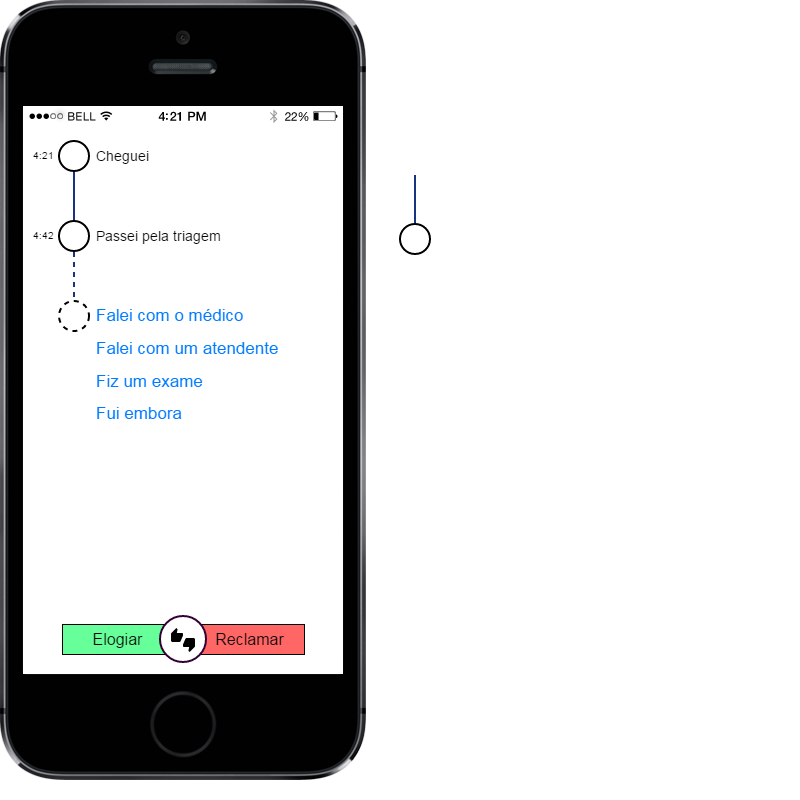 BELL 4:21 PM 22%
4:21 Cheguei
4:42 Passei pela triagem
Falei com o médico
Falei com um atendente
Fiz um exame
Fui embora
Elogiar Reclamar